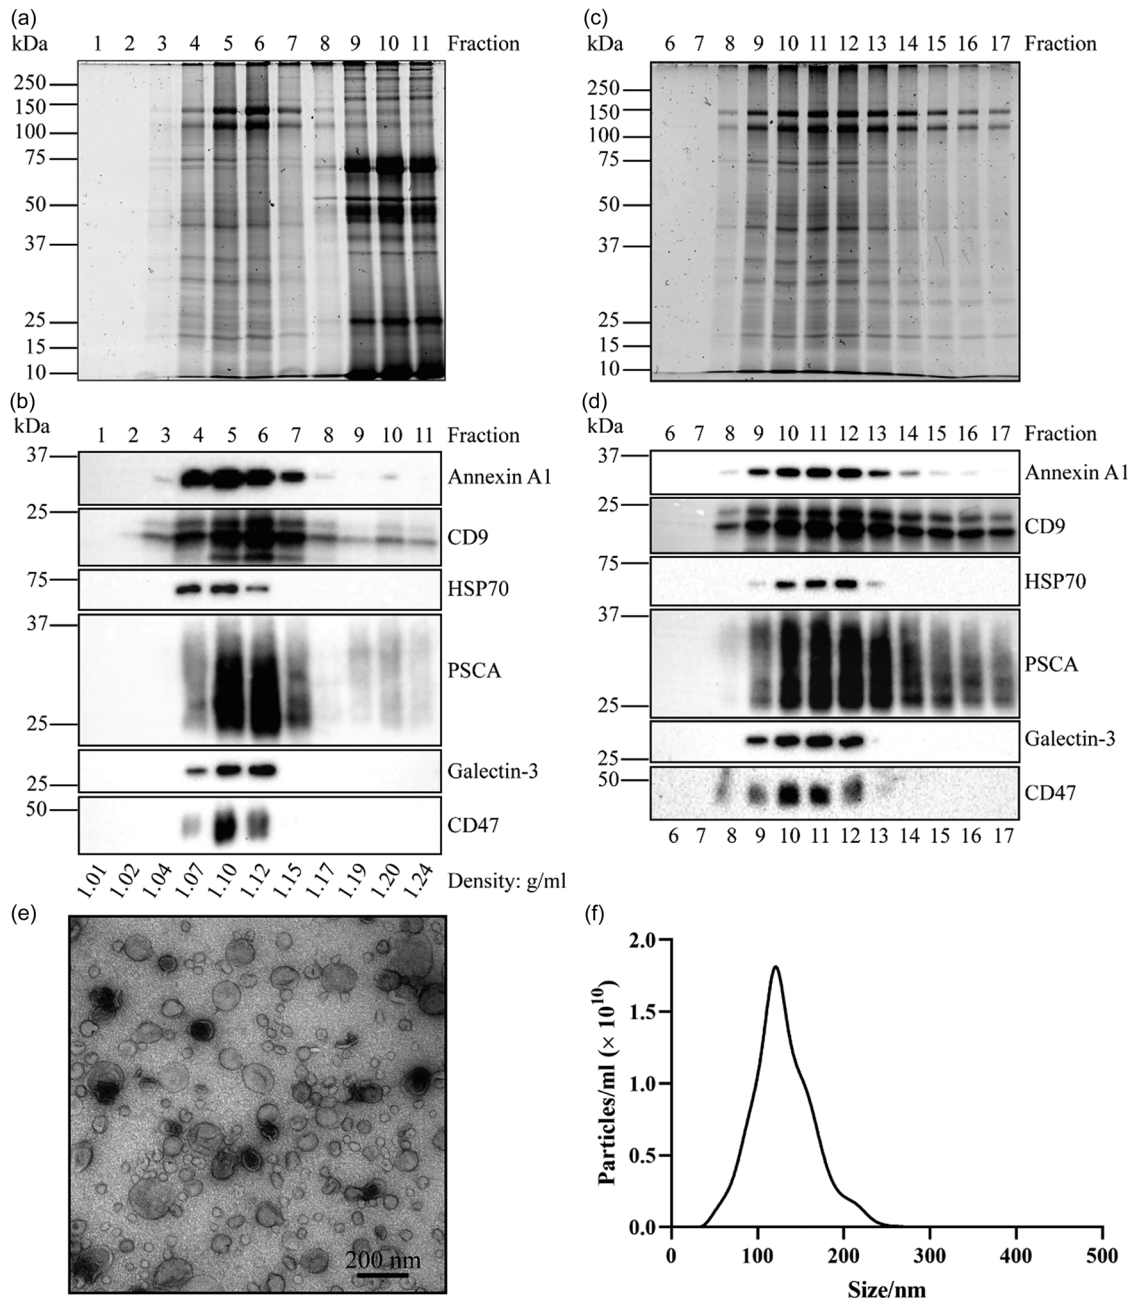 (a)
kDa 1 2 3 4 5 6 7 8 9 10 11 Fraction
250
150
100
75
50
37
25
15
10
(b)
kDa 1 2 3 4 5 6 7 8 9 10 11 Fraction
37
Annexin A1
25
CD9
75
HSP70
37
PSCA
25
Galectin-3
25
50
CD47
1.01 1.02 1.04 1.07 1.10 1.12 1.15 1.17 1.19 1.20 1.24 Density: g/ml
(c)
kDa 6 7 8 9 10 11 12 13 14 15 16 17 Fraction
250
150
100
75
50
37
25
15
10
(d)
kDa 6 7 8 9 10 11 12 13 14 15 16 17 Fraction
37
Annexin A1
25
CD9
75
HSP70
37
PSCA
25
Galectin-3
25
50
CD47
6 7 8 9 10 11 12 13 14 15 16 17
(e)
200 nm
(f)
2.0
1.5
1.0
0.5
0.0
Particles/ml (× 10¹⁰)
0 100 200 300 400 500
Size/nm